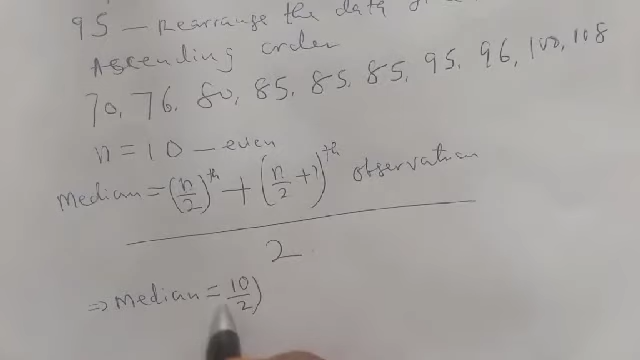 95 – Rearrange the data
Ascending order
70, 76, 80, 85, 85, 85, 95, 96, 100, 108
n = 10 – even
Median = (n/2)^th + (n/2 + 1)^th observation
2
⇒ Median = 10/2)